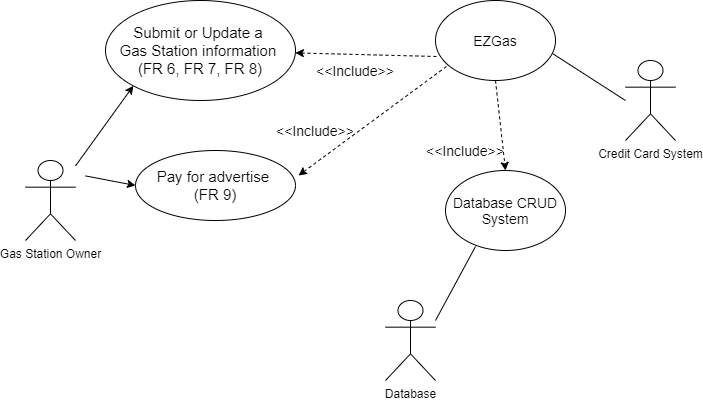 Submit or Update a
Gas Station information
(FR 6, FR 7, FR 8)
EZGas
<<Include>>
Credit Card System
<<Include>>
<<Include>>
Pay for advertise
(FR 9)
Database CRUD
System
Gas Station Owner
Database